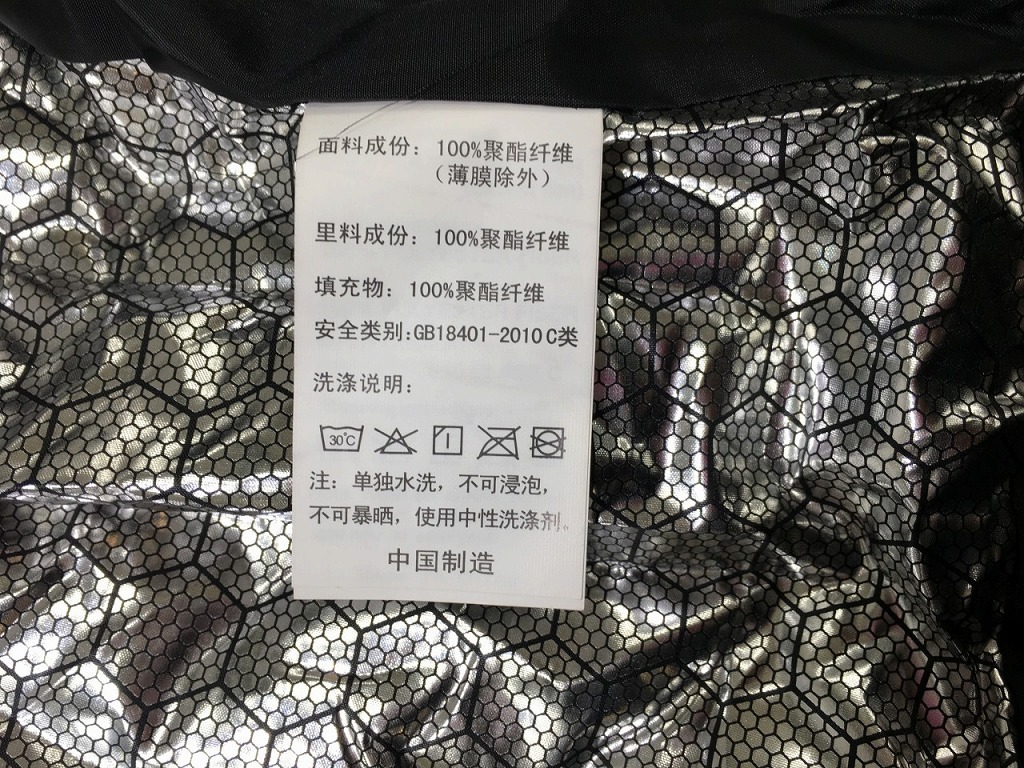 面料成份：100%聚酯纤维
（薄膜除外）
里料成份：100%聚酯纤维
填充物：100%聚酯纤维
安全类别:GB18401-2010 C类
洗涤说明：
30℃
注：单独水洗，不可浸泡，
不可暴晒，使用中性洗涤剂。
中国制造